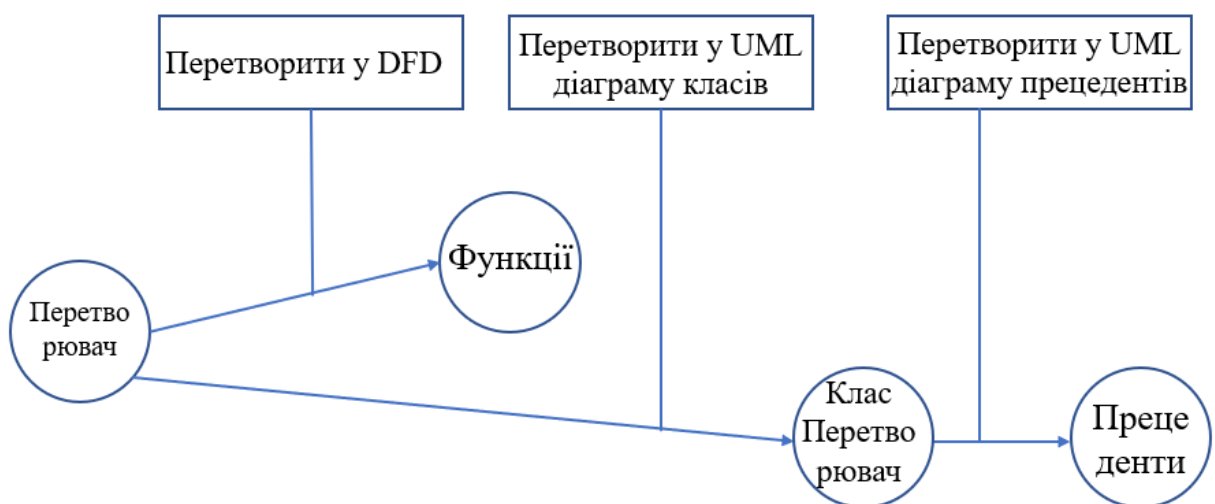 Перетворити у DFD
Перетворити у UML
діаграму класів
Перетворити у UML
діаграму прецедентів
Функції
Перетво
рювач
Клас
Перетво
рювач
Преце
денти